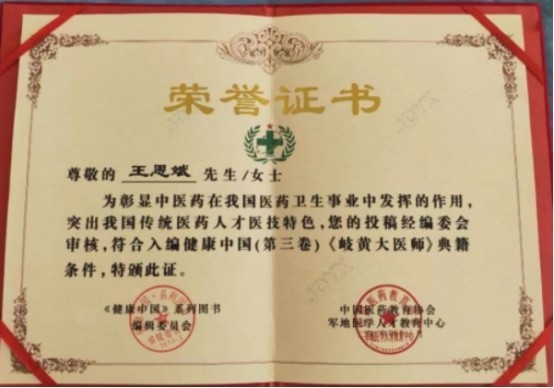 荣誉证书
尊敬的 王恩斌 先生/女士
为彰显中医药在我国医药卫生事业中发挥的作用，
突出我国传统医药人才医技特色，您的投稿经编委会
审核，符合入编健康中国(第三卷)《岐黄大医师》典籍
条件，特颁此证。
《健康中国》系列图书
编辑委员会
中国医药教育协会
军地医学人才教育中心
JDYX
JDYX